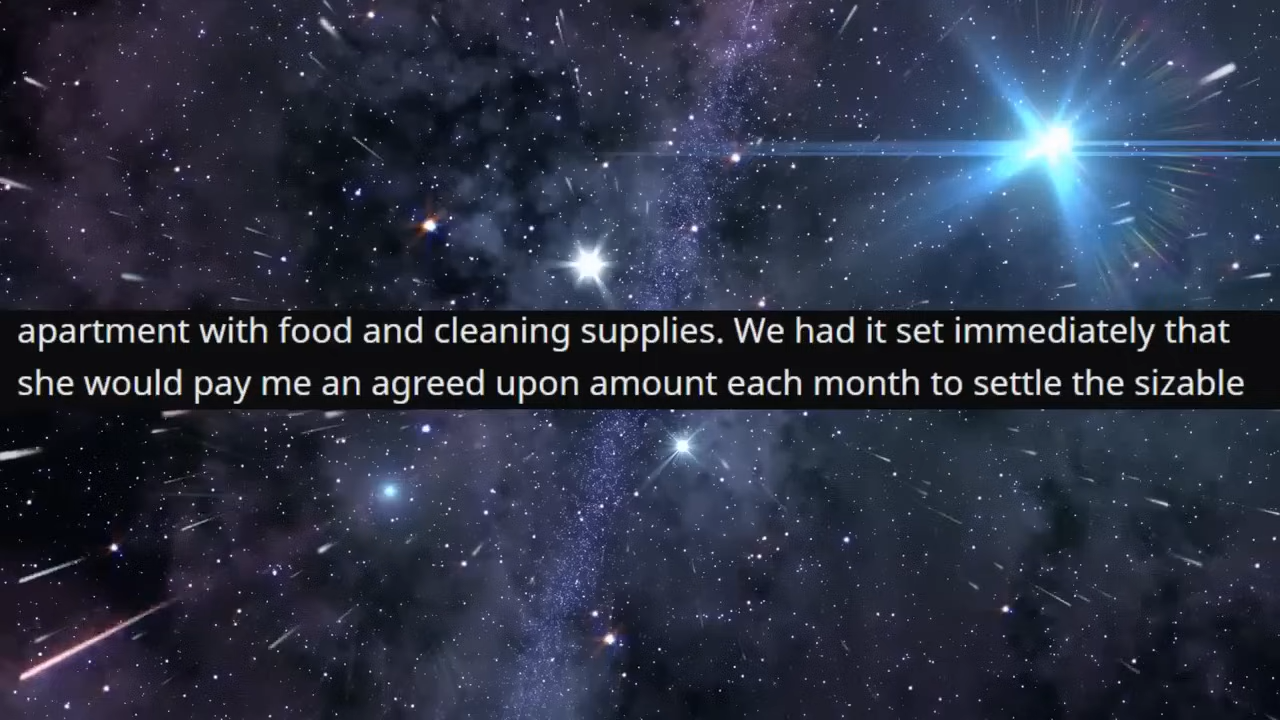 apartment with food and cleaning supplies. We had it set immediately that
she would pay me an agreed upon amount each month to settle the sizable